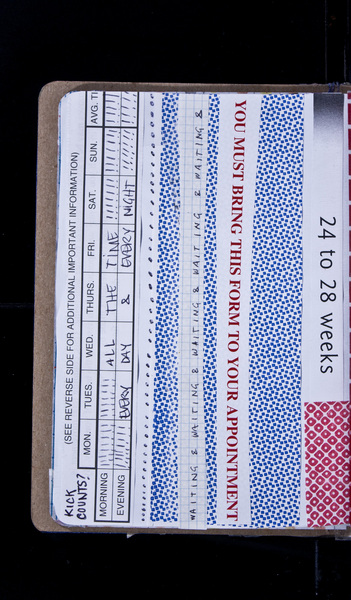 (SEE REVERSE SIDE FOR ADDITIONAL IMPORTANT INFORMATION)
KICK
COUNTS?
MON. TUES. WED. THURS. FRI. SAT. SUN. AVG. TI
MORNING ALL THE TIME
EVENING EVERY DAY & EVERY NIGHT
WAITING & WAITING & WAITING & WAITING & WAITING &
YOU MUST BRING THIS FORM TO YOUR APPOINTMENT
24 to 28 weeks